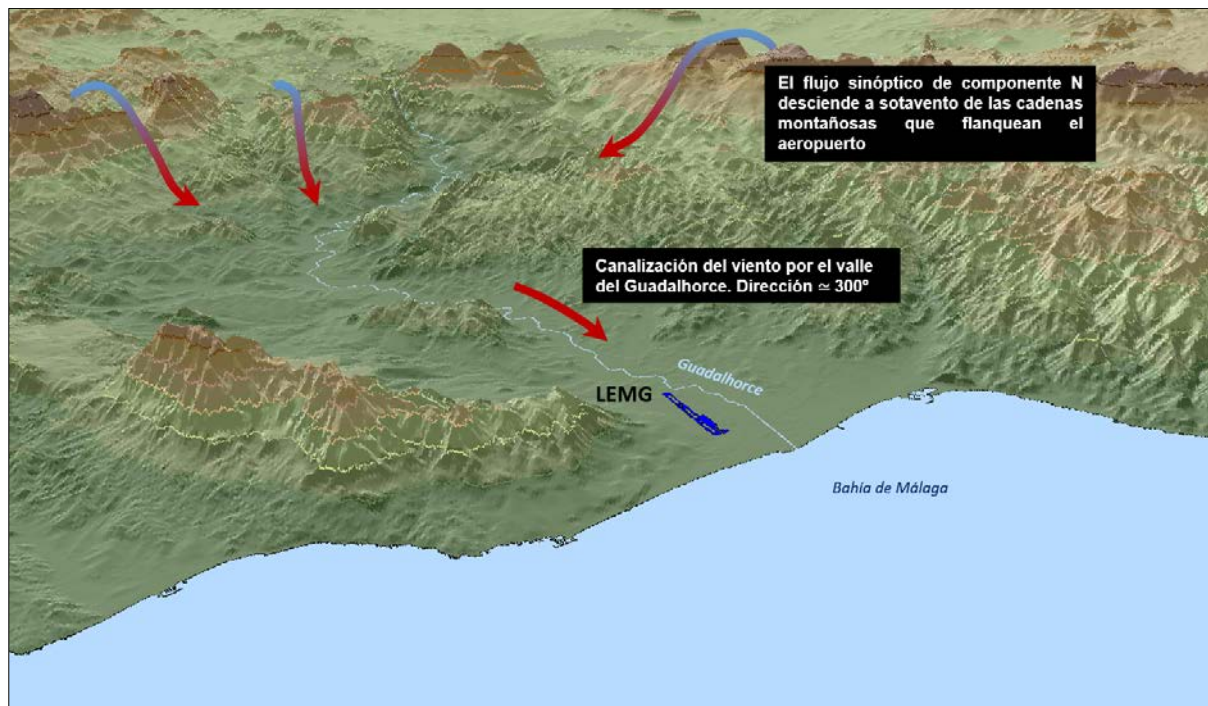 El flujo sinóptico de componente N
desciende a sotavento de las cadenas
montañosas que flanquean el
aeropuerto
Canalización del viento por el valle
del Guadalhorce. Dirección ≃ 300º
Guadalhorce
LEMG
Bahía de Málaga